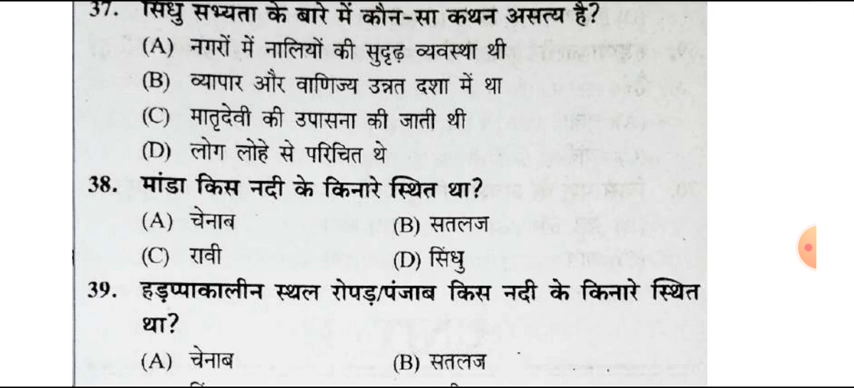 37. सिंधु सभ्यता के बारे में कौन-सा कथन असत्य है?
(A) नगरों में नालियों की सुदृढ़ व्यवस्था थी
(B) व्यापार और वाणिज्य उन्नत दशा में था
(C) मातृदेवी की उपासना की जाती थी
(D) लोग लोहे से परिचित थे
38. मांडा किस नदी के किनारे स्थित था?
(A) चेनाब (B) सतलज
(C) रावी (D) सिंधु
39. हड़प्पाकालीन स्थल रोपड़/पंजाब किस नदी के किनारे स्थित
था?
(A) चेनाब (B) सतलज